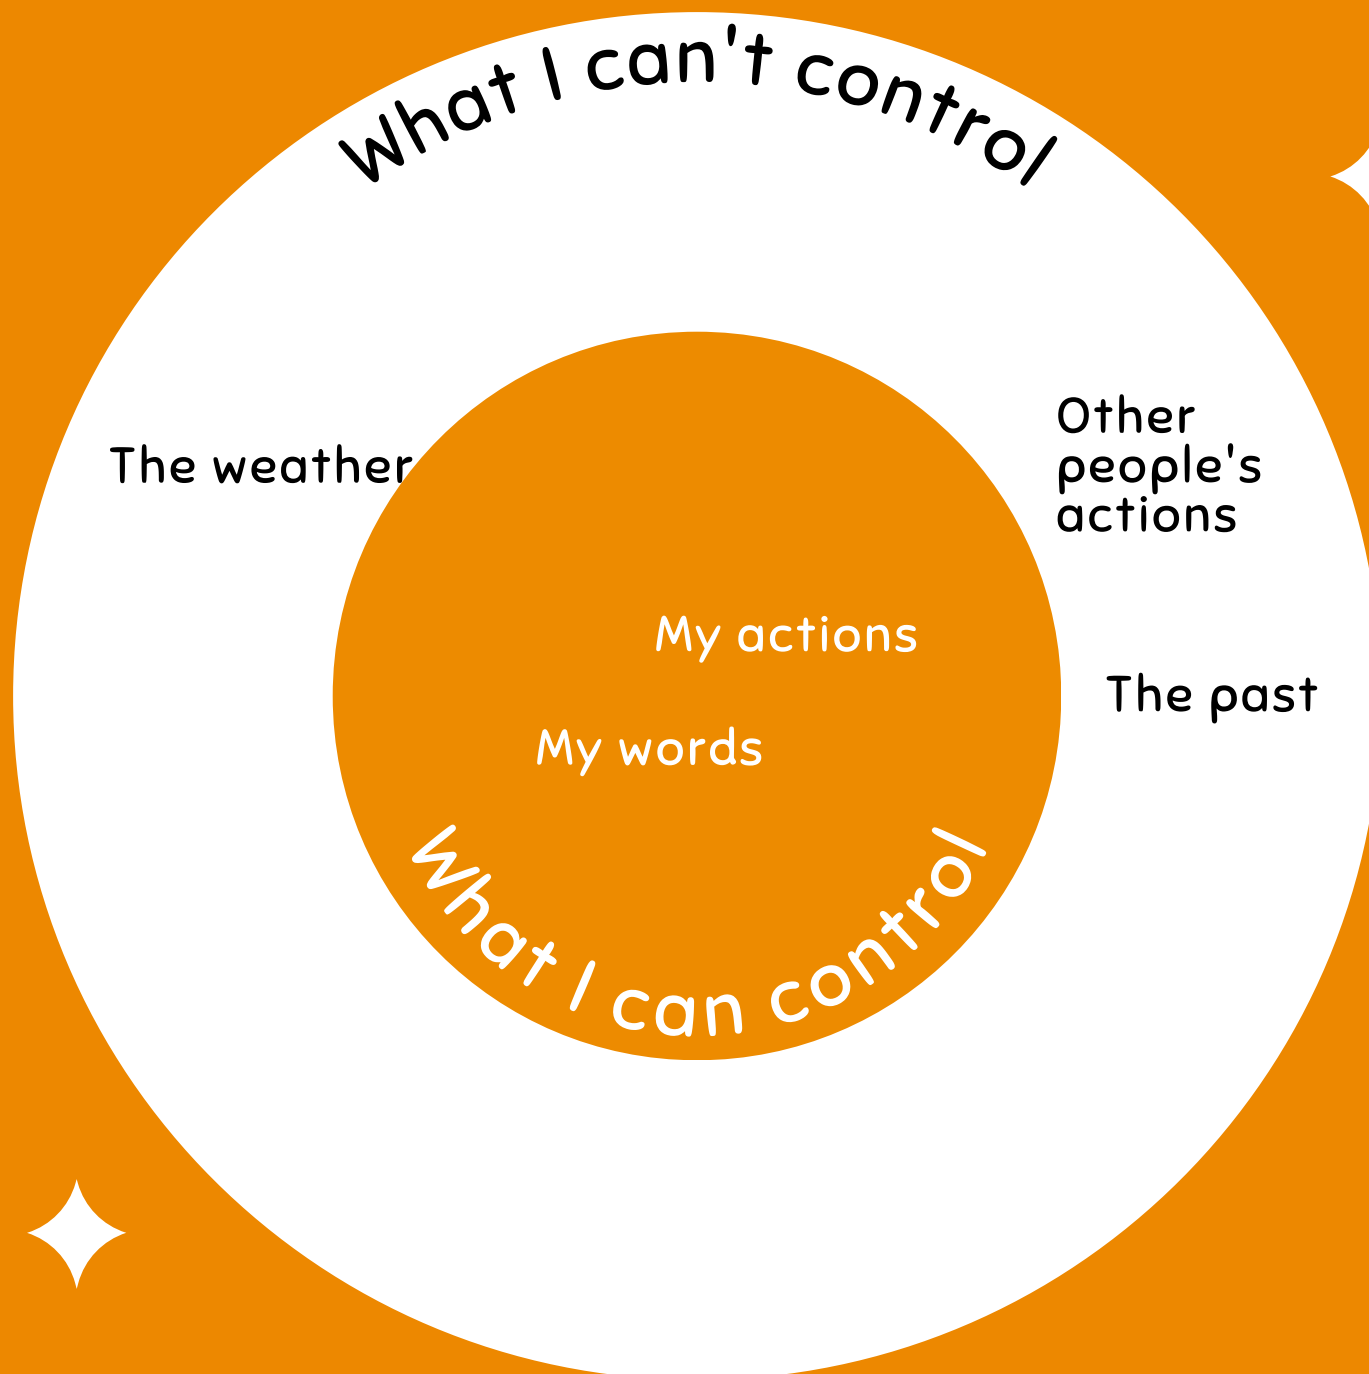 What I can't control
The weather
Other
people's
actions
My actions
The past
My words
What I can control